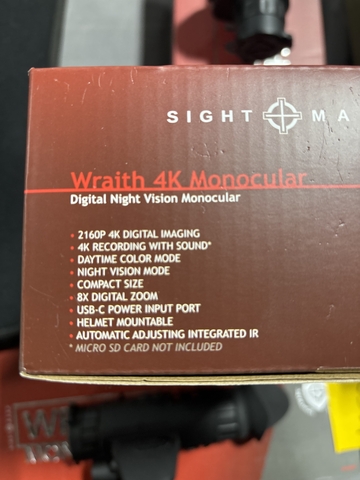 SIGHT MA
Wraith 4K Monocular
Digital Night Vision Monocular
• 2160P 4K DIGITAL IMAGING
• 4K RECORDING WITH SOUND*
• DAYTIME COLOR MODE
• NIGHT VISION MODE
• COMPACT SIZE
• 8X DIGITAL ZOOM
• USB-C POWER INPUT PORT
• HELMET MOUNTABLE
• AUTOMATIC ADJUSTING INTEGRATED IR
* MICRO SD CARD NOT INCLUDED